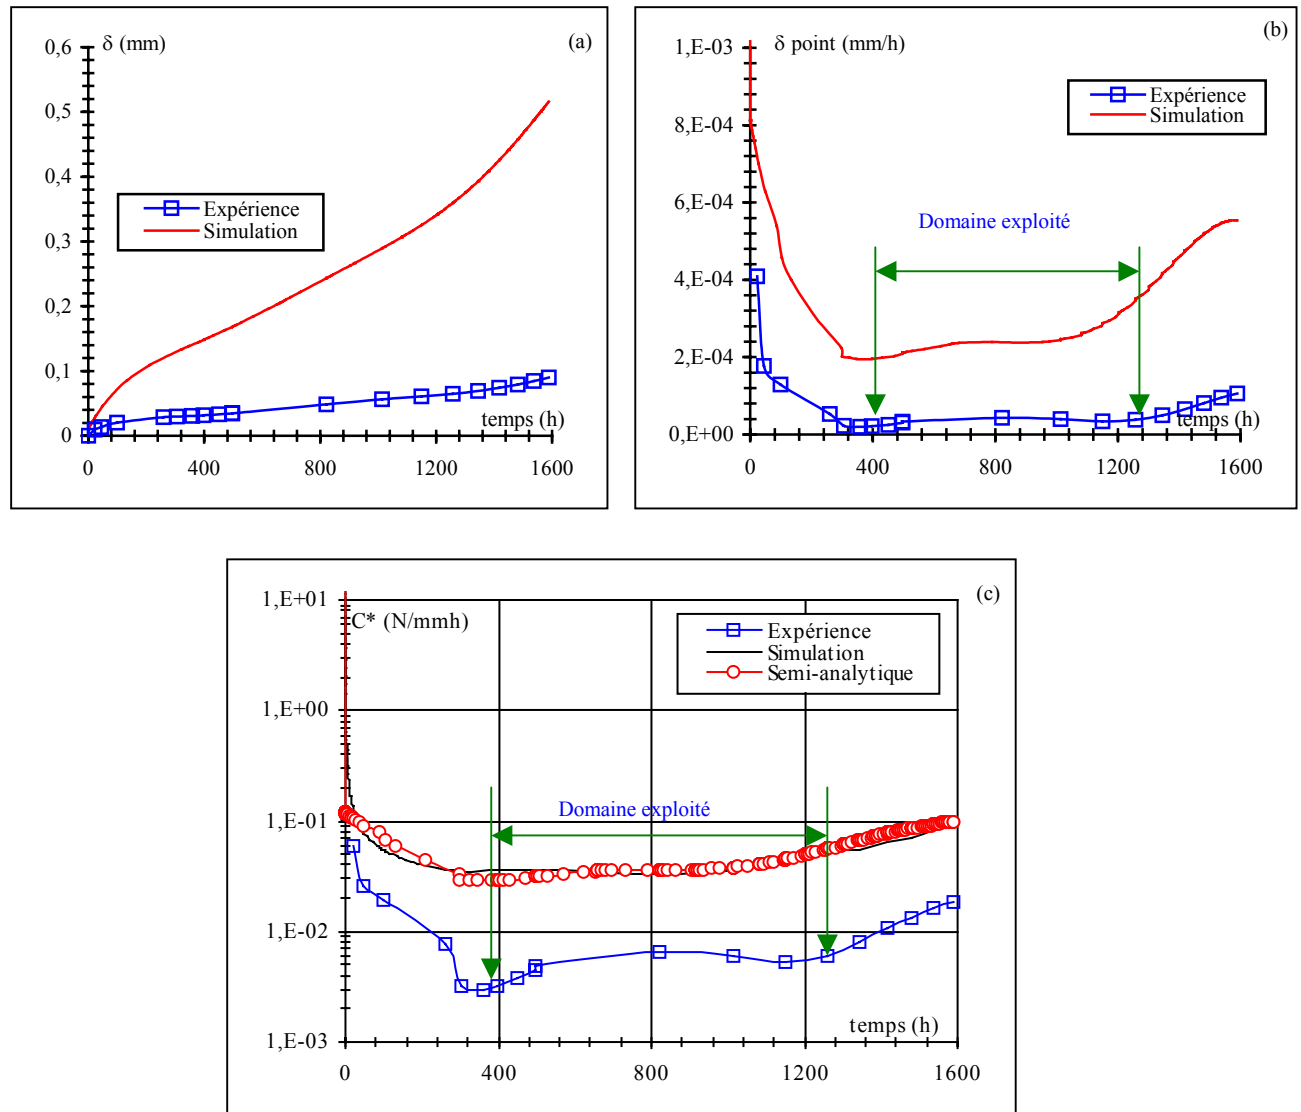 (a)
δ (mm)
0,6
0,5
0,4
0,3
0,2
0,1
0
Expérience
Simulation
temps (h)
0 400 800 1200 1600
(b)
δ point (mm/h)
1,E-03
8,E-04
6,E-04
4,E-04
2,E-04
0,E+00
Expérience
Simulation
Domaine exploité
temps (h)
0 400 800 1200 1600
(c)
C* (N/mmh)
1,E+01
1,E+00
1,E-01
1,E-02
1,E-03
Expérience
Simulation
Semi-analytique
Domaine exploité
temps (h)
0 400 800 1200 1600